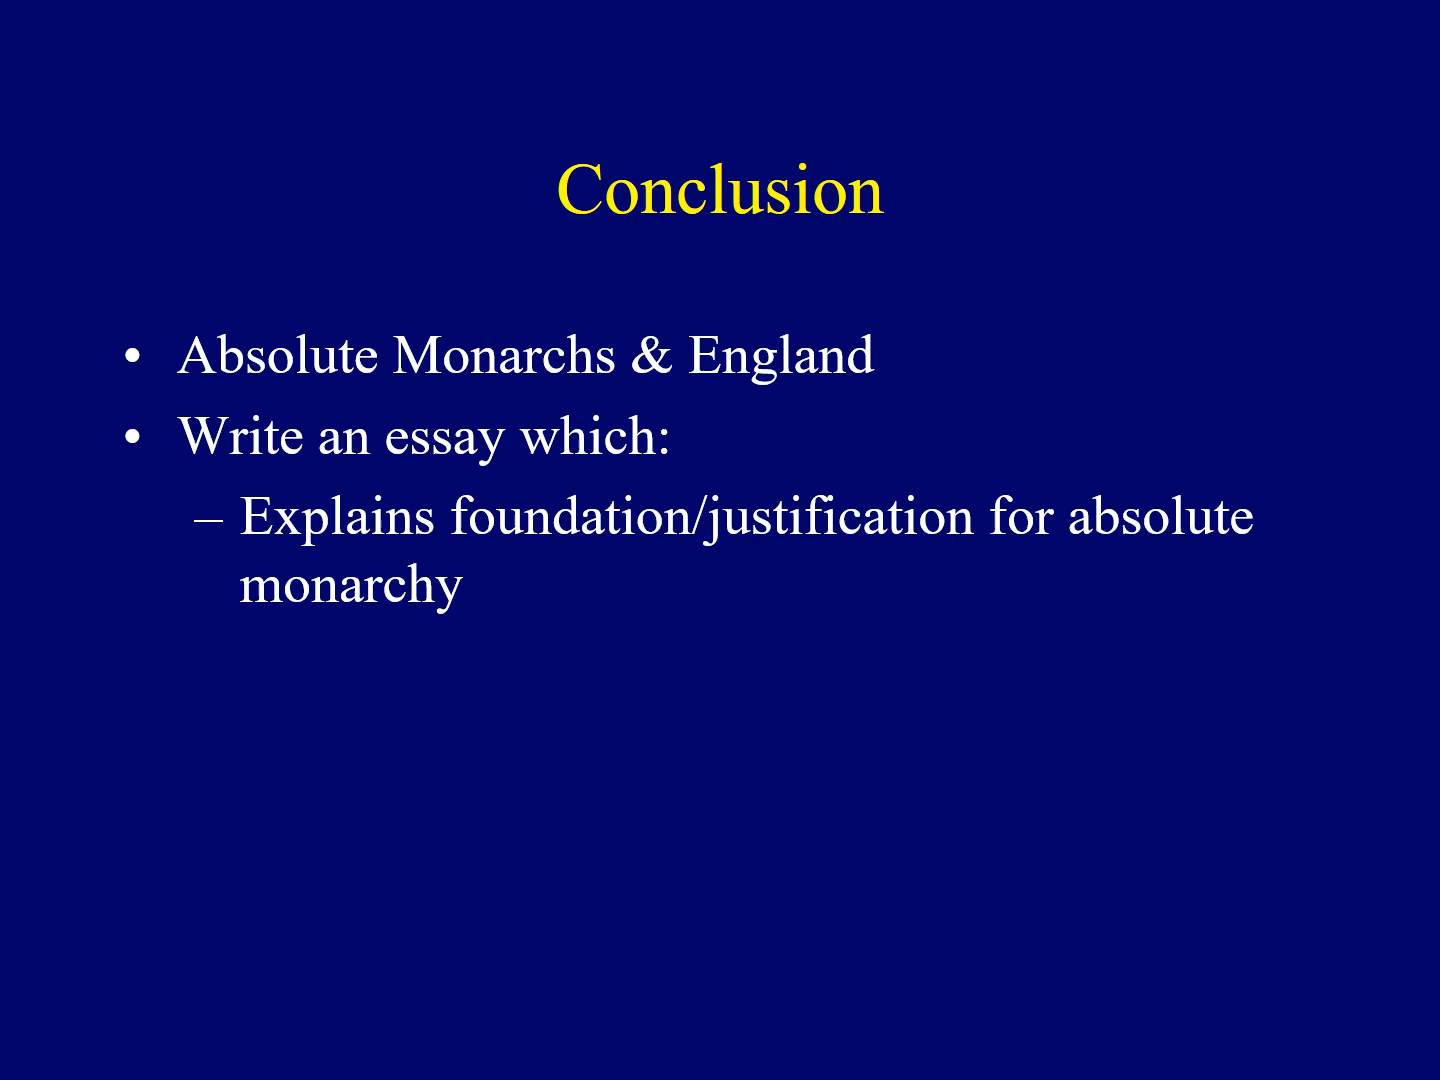 Conclusion
• Absolute Monarchs & England
• Write an essay which:
– Explains foundation/justification for absolute
monarchy